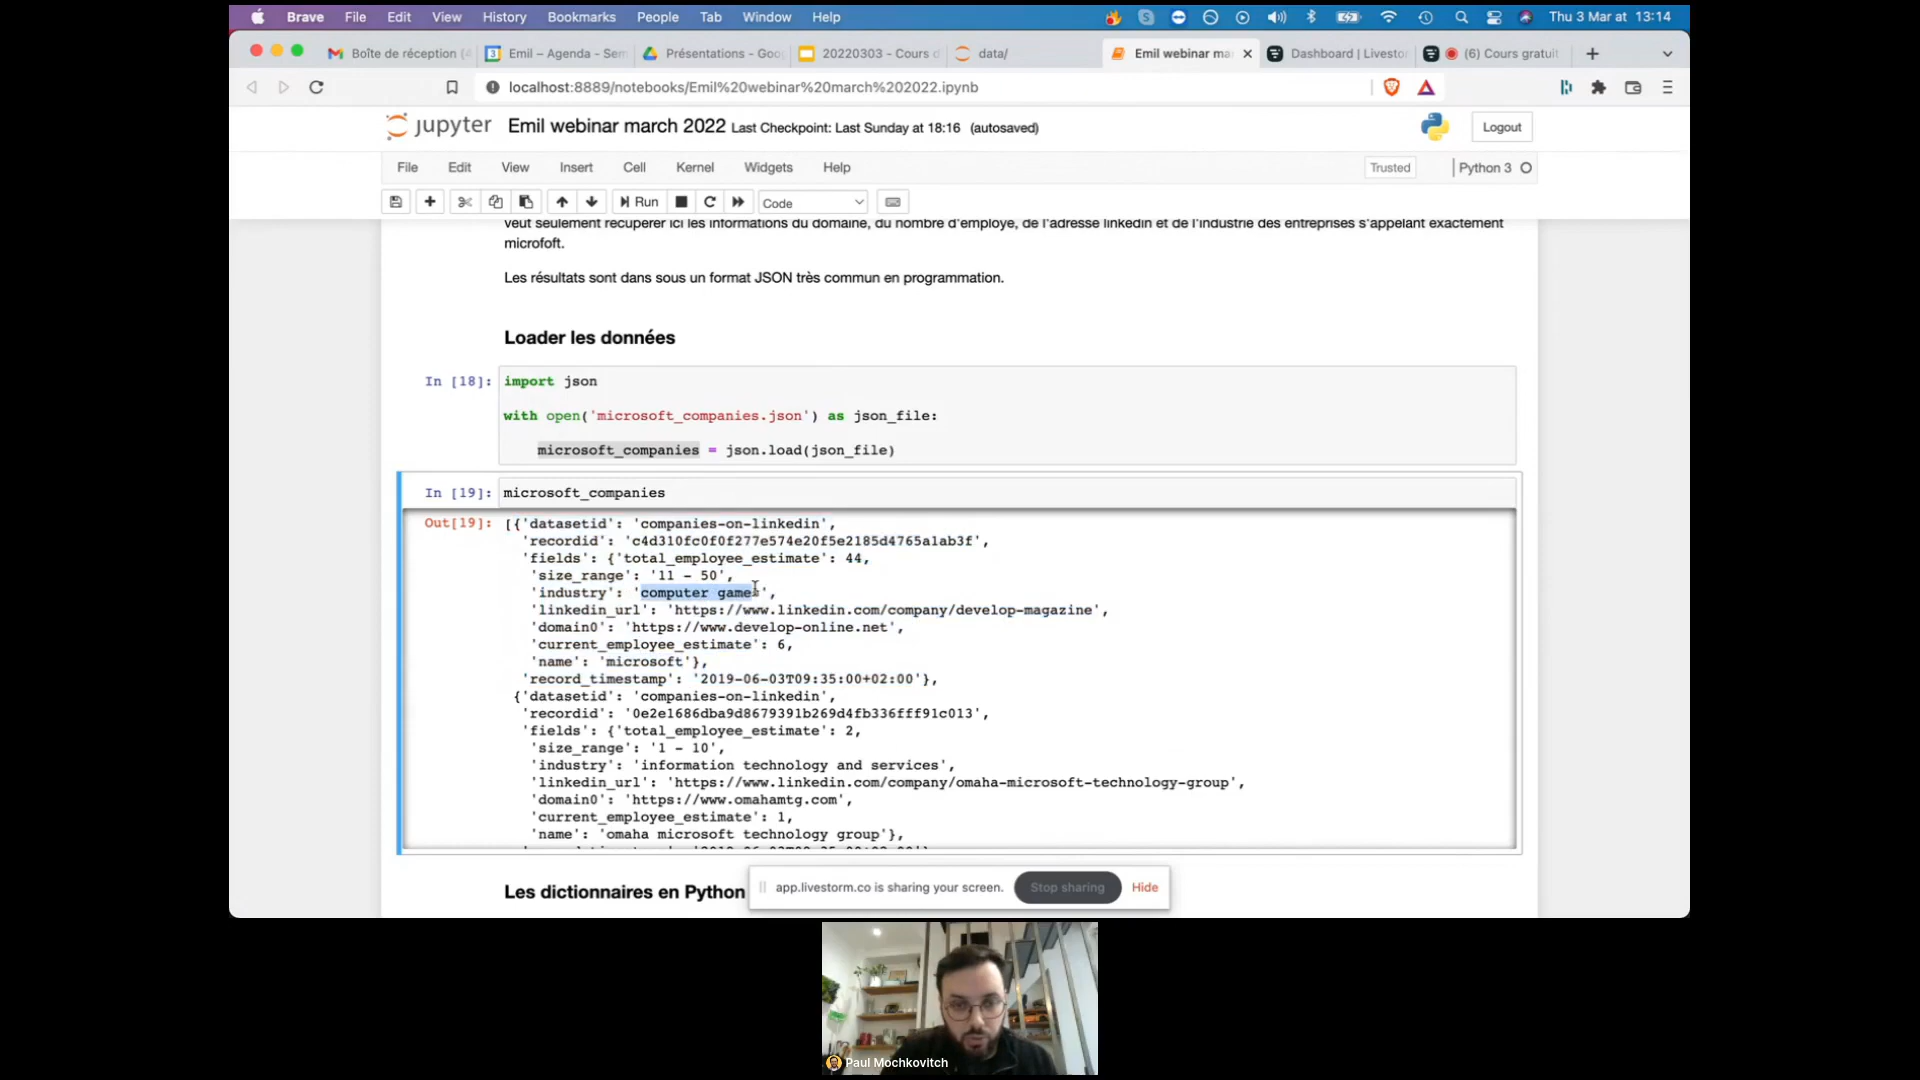 Brave File Edit View History Bookmarks People Tab Window Help Thu 3 Mar at 13:14
Boîte de réception (4 Emil – Agenda - Sem Présentations - Goo 20220303 - Cours d data/ Emil webinar ma Dashboard | Livestor (6) Cours gratuit
localhost:8889/notebooks/Emil%20webinar%20march%202022.ipynb
jupyter Emil webinar march 2022 Last Checkpoint: Last Sunday at 18:16 (autosaved) Logout
File Edit View Insert Cell Kernel Widgets Help Trusted Python 3
Run Code
veut seulement recuperer ici les informations du domaine, du nombre d'employe, de l'adresse linkedin et de l'industrie des entreprises s'appelant exactement
microfoft.
Les résultats sont dans sous un format JSON très commun en programmation.
Loader les données
In [18]: import json
with open('microsoft_companies.json') as json_file:
microsoft_companies = json.load(json_file)
In [19]: microsoft_companies
Out[19]: [{'datasetid': 'companies-on-linkedin',
'recordid': 'c4d310fc0f0f277e574e20f5e2185d4765a1ab3f',
'fields': {'total_employee_estimate': 44,
'size_range': '11 - 50',
'industry': 'computer games',
'linkedin_url': 'https://www.linkedin.com/company/develop-magazine',
'domain0': 'https://www.develop-online.net',
'current_employee_estimate': 6,
'name': 'microsoft'},
'record_timestamp': '2019-06-03T09:35:00+02:00'},
{'datasetid': 'companies-on-linkedin',
'recordid': '0e2e1686dba9d8679391b269d4fb336fff91c013',
'fields': {'total_employee_estimate': 2,
'size_range': '1 - 10',
'industry': 'information technology and services',
'linkedin_url': 'https://www.linkedin.com/company/omaha-microsoft-technology-group',
'domain0': 'https://www.omahamtg.com',
'current_employee_estimate': 1,
'name': 'omaha microsoft technology group'},
Les dictionnaires en Python
app.livestorm.co is sharing your screen. Stop sharing Hide
Paul Mochkovitch